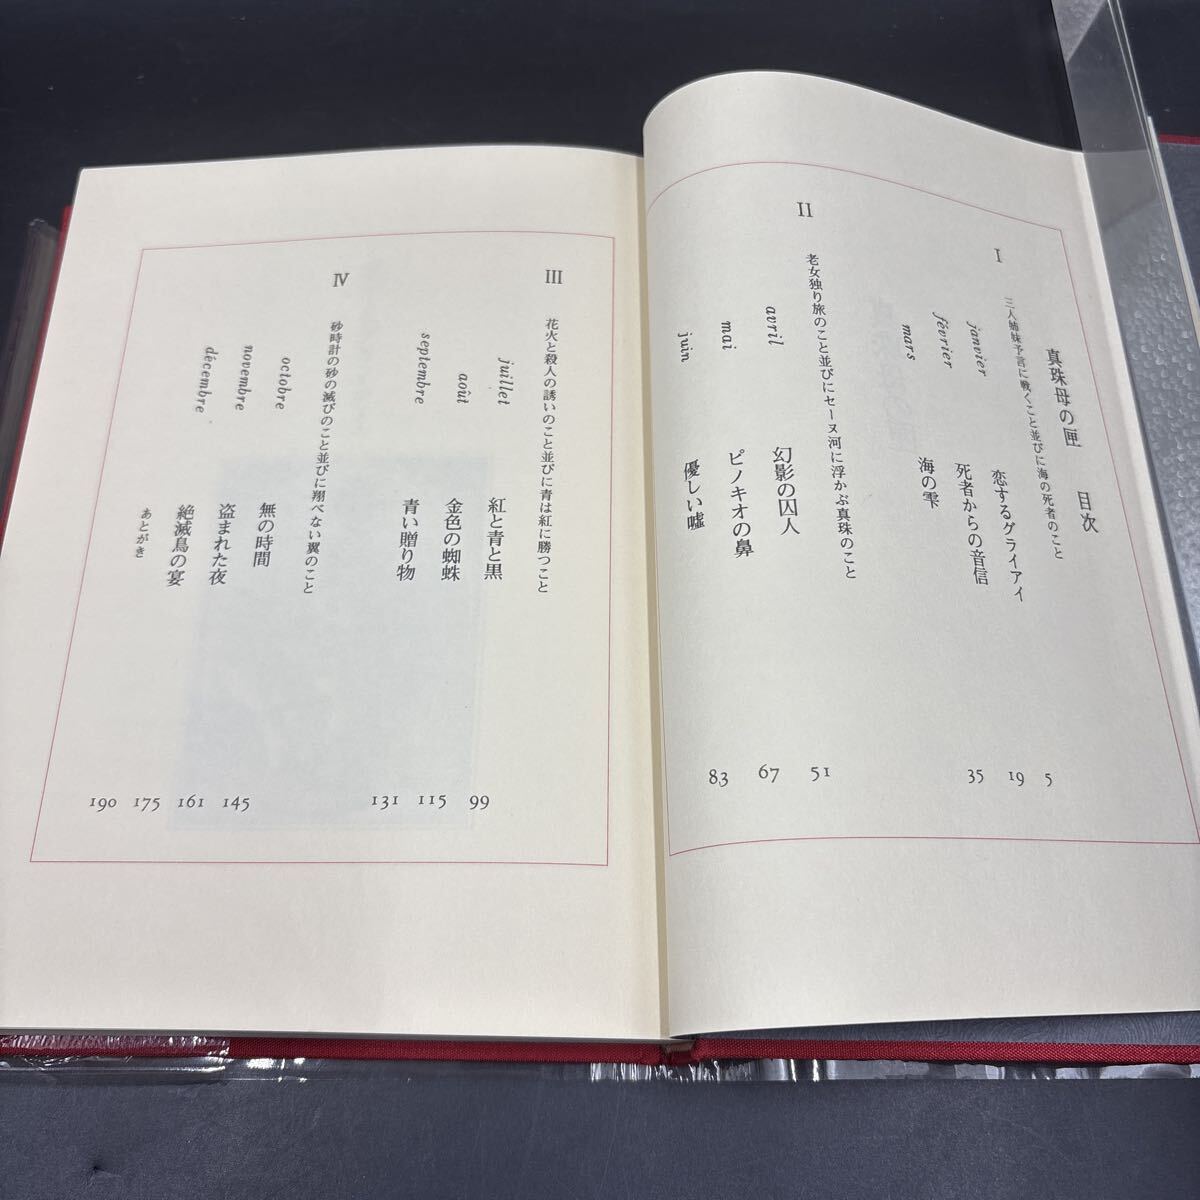 真珠母の匣 目次
I 三人姉妹予言に戦くこと並びに海の死者のこと
janvier 恋するグライアイ 5
février 死者からの音信 19
mars 海の雫 35
II 老女独り旅のこと並びにセーヌ河に浮かぶ真珠のこと
avril 幻影の囚人 51
mai ピノキオの鼻 67
juin 優しい嘘 83
III 花火と殺人の誘いのこと並びに青は紅に勝つこと
juillet 紅と青と黒 99
août 金色の蜘蛛 115
septembre 青い贈り物 131
IV 砂時計の砂の滅びのこと並びに翔べない翼のこと
octobre 無の時間 145
novembre 盗まれた夜 161
décembre 絶滅鳥の宴 175
あとがき 190